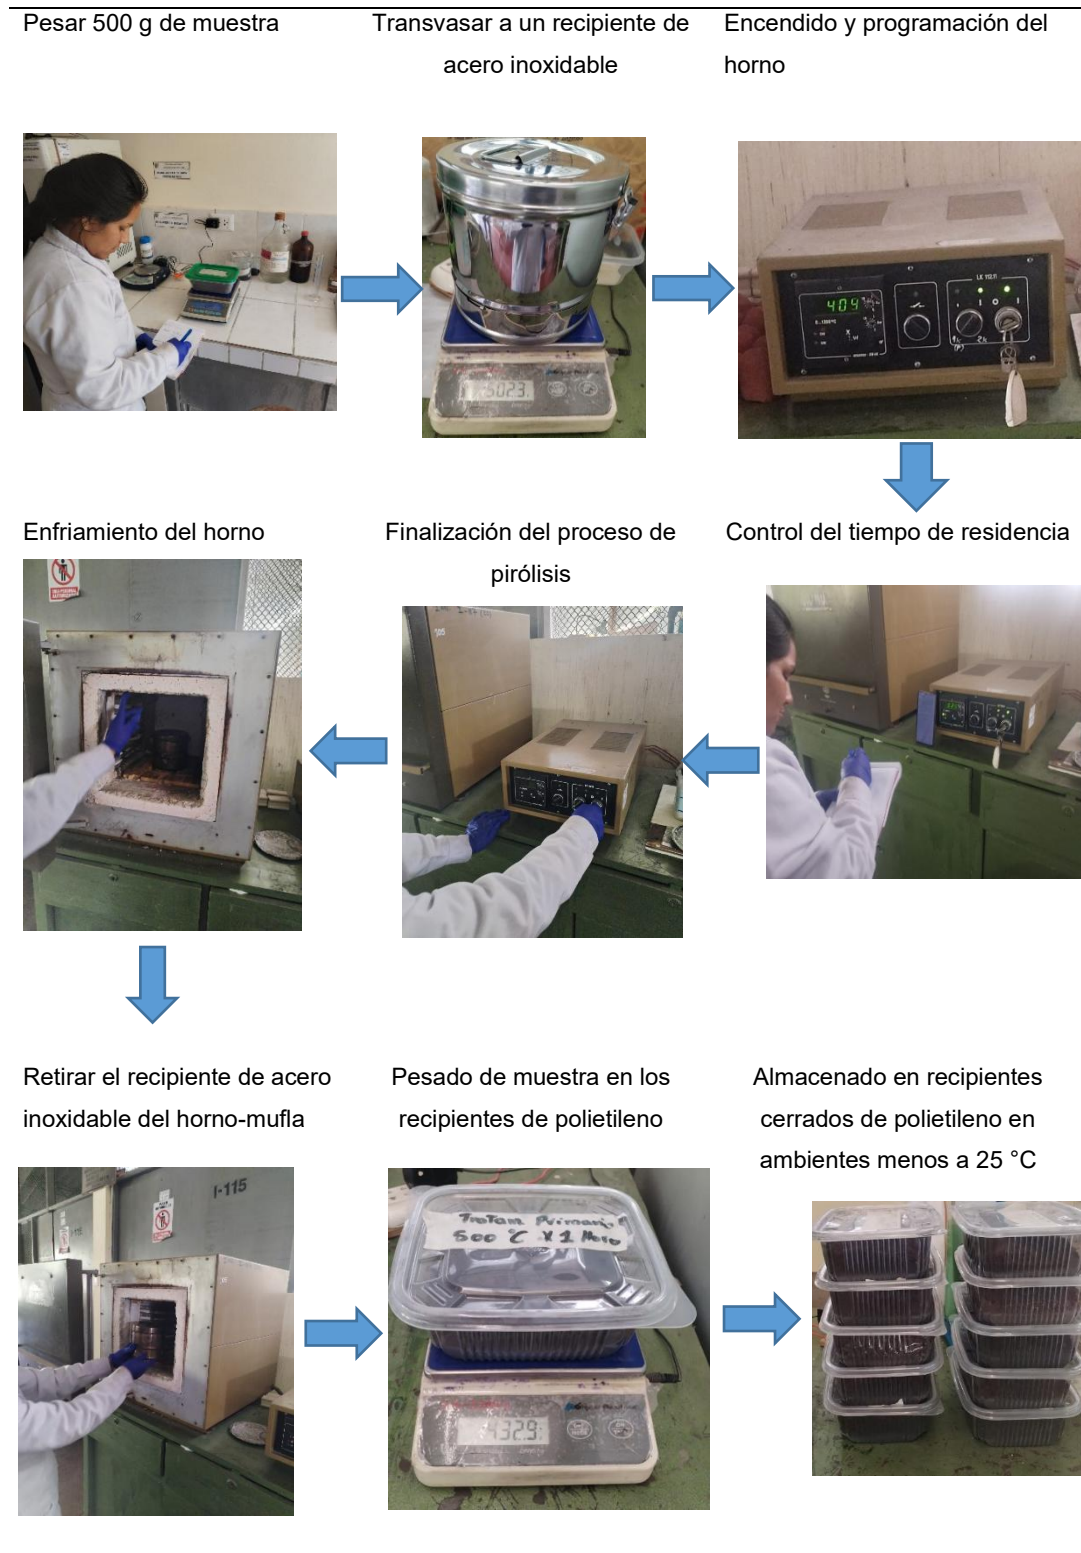 Pesar 500 g de muestra
Transvasar a un recipiente de
acero inoxidable
Encendido y programación del
horno
5023
409
Enfriamiento del horno
Finalización del proceso de
pirólisis
Control del tiempo de residencia
Retirar el recipiente de acero
inoxidable del horno-mufla
Pesado de muestra en los
recipientes de polietileno
Almacenado en recipientes
cerrados de polietileno en
ambientes menos a 25 °C
I-115
500 °C X 1 Hora
4329